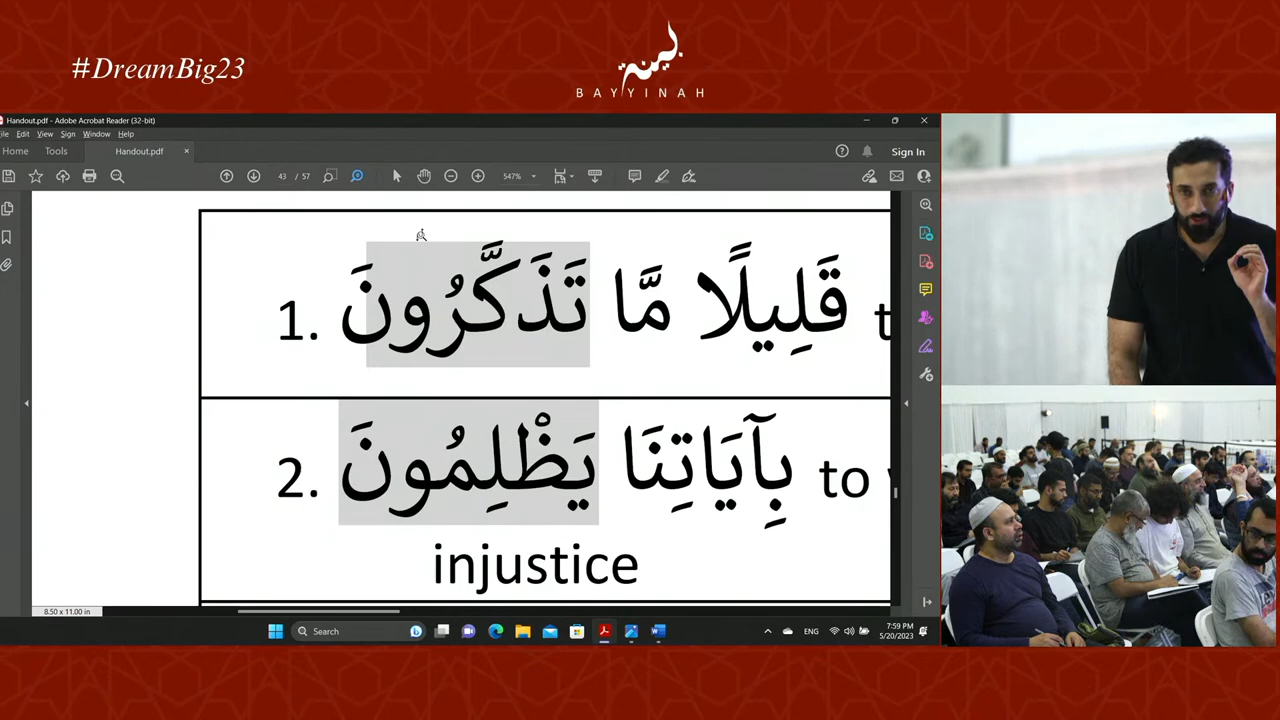 #DreamBig23
بينة
BAYYINAH
Handout.pdf - Adobe Acrobat Reader (32-bit)
ile Edit View Sign Window Help
Home Tools Handout.pdf × Sign In
43 / 57 547%
1. قَلِيلًا مَّا تَذَكَّرُونَ t
2. بِآيَاتِنَا يَظْلِمُونَ to
injustice
8.50 x 11.00 in
Search
ENG
7:59 PM
5/20/2023